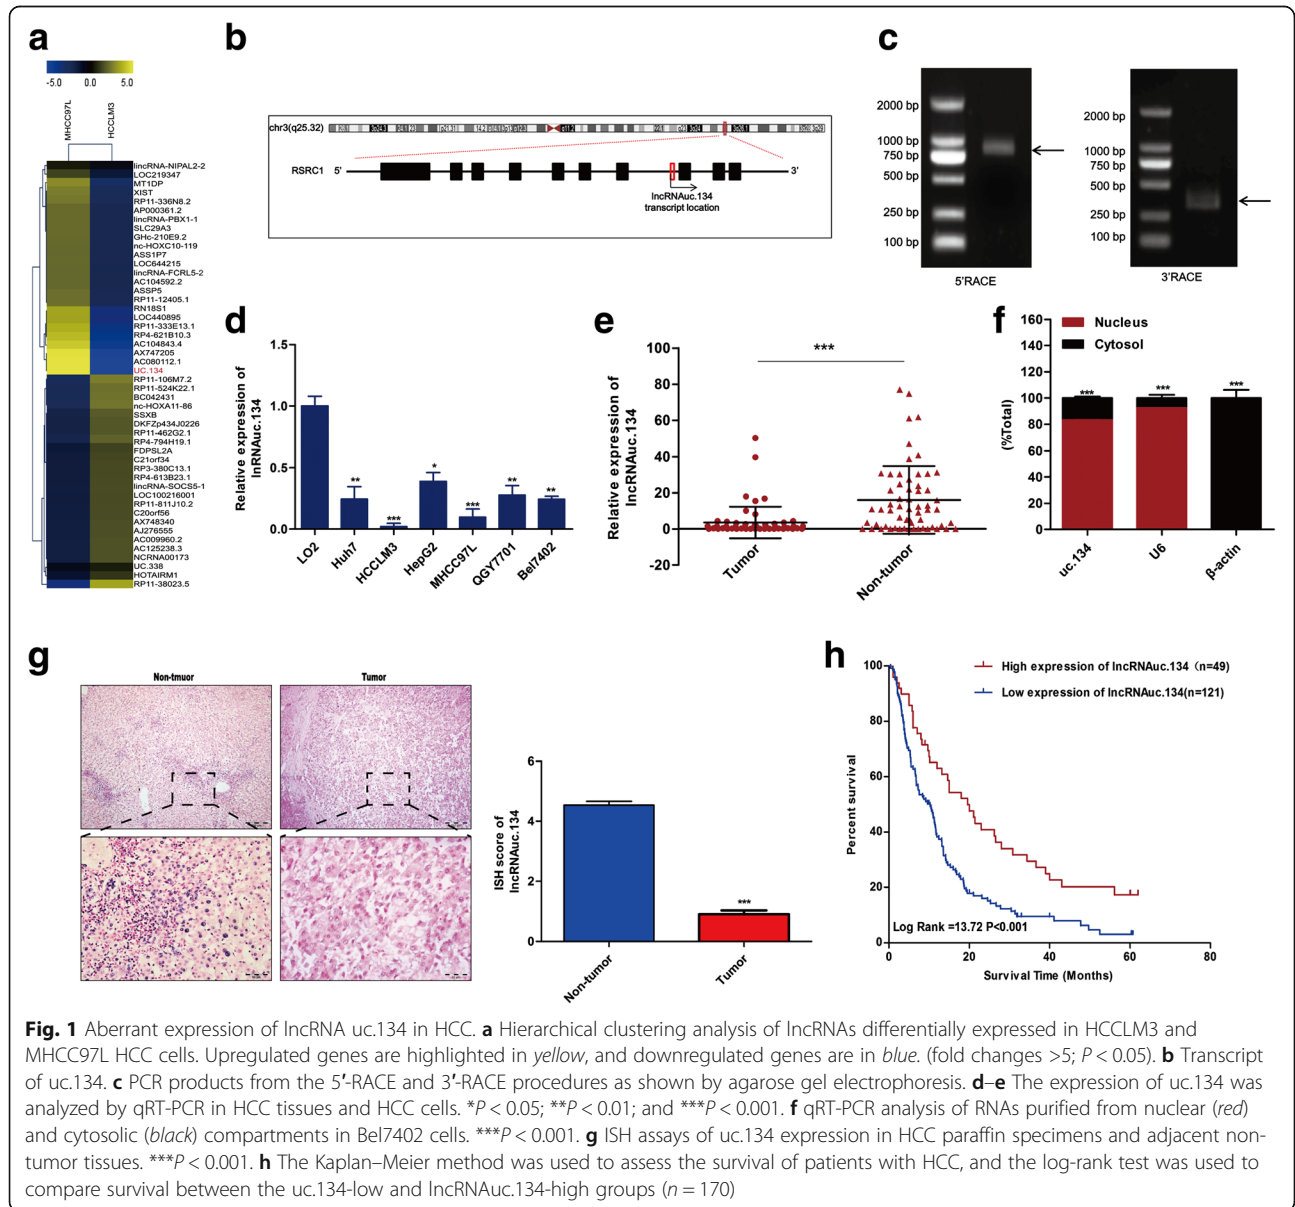 a
-5.0 0.0 5.0
MHCC97L
HCCLM3
lincRNA-NIPAL2-2
LOC219347
MT1DP
XIST
RP11-336N8.2
AP000361.2
lincRNA-PBX1-1
SLC29A3
GHc-210E9.2
nc-HOXC10-119
ASS1P7
LOC644215
lincRNA-FCRL5-2
AC104592.2
ASSP5
RP11-12405.1
RN18S1
LOC440895
RP11-333E13.1
RP4-621B10.3
AC104843.4
AX747205
AC080112.1
UC.134
RP11-106M7.2
RP11-524K22.1
BC042431
nc-HOXA11-86
SSXB
DKFZp434J0226
RP11-462G2.1
RP4-794H19.1
FDPSL2A
C21orf34
RP3-380C13.1
RP4-613B23.1
lincRNA-SOCS5-1
LOC100216001
RP11-811J10.2
C20orf56
AX748340
AJ276555
AC009960.2
AC125238.3
NCRNA00173
UC.338
HOTAIRM1
RP11-38023.5
b
chr3(q25.32)
RSRC1 5' 3'
lncRNAuc.134
transcript location
c
2000 bp
1000 bp
750 bp
500 bp
250 bp
100 bp
5'RACE
2000 bp
1000 bp
750 bp
500 bp
250 bp
100 bp
3'RACE
d
Relative expression of
lnRNAuc.134
1.5
1.0
0.5
0.0
** *** * *** ** **
LO2 Huh7 HCCLM3 HepG2 MHCC97L QGY7701 Bel7402
e
Relative expression of
lncRNAuc.134
100
80
60
40
20
0
-20
***
Tumor Non-tumor
f
Nucleus
Cytosol
(%Total)
160
140
120
100
80
60
40
20
0
*** *** ***
uc.134 U6 β-actin
g
Non-tmuor Tumor
ISH score of
lncRNAuc.134
6
4
2
0
***
Non-tumor Tumor
h
High expression of lncRNAuc.134 (n=49)
Low expression of lncRNAuc.134(n=121)
Percent survival
100
80
60
40
20
0
Log Rank =13.72 P<0.001
0 20 40 60 80
Survival Time (Months)
Fig. 1 Aberrant expression of lncRNA uc.134 in HCC. a Hierarchical clustering analysis of lncRNAs differentially expressed in HCCLM3 and
MHCC97L HCC cells. Upregulated genes are highlighted in yellow, and downregulated genes are in blue. (fold changes >5; P < 0.05). b Transcript
of uc.134. c PCR products from the 5′-RACE and 3′-RACE procedures as shown by agarose gel electrophoresis. d–e The expression of uc.134 was
analyzed by qRT-PCR in HCC tissues and HCC cells. *P < 0.05; **P < 0.01; and ***P < 0.001. f qRT-PCR analysis of RNAs purified from nuclear (red)
and cytosolic (black) compartments in Bel7402 cells. ***P < 0.001. g ISH assays of uc.134 expression in HCC paraffin specimens and adjacent non-
tumor tissues. ***P < 0.001. h The Kaplan–Meier method was used to assess the survival of patients with HCC, and the log-rank test was used to
compare survival between the uc.134-low and lncRNAuc.134-high groups (n = 170)